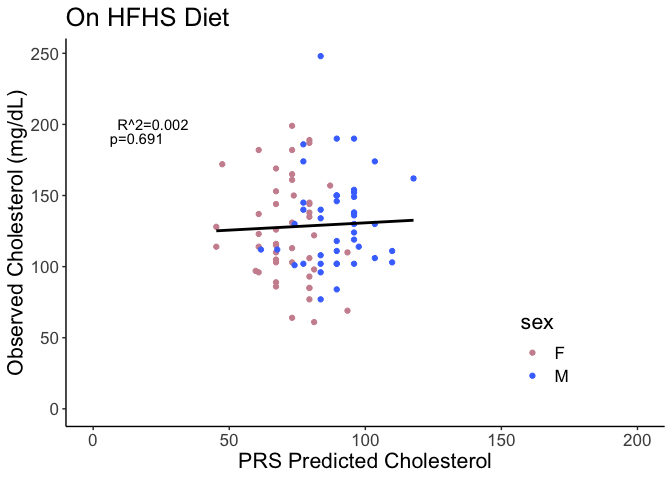 On HFHS Diet
Observed Cholesterol (mg/dL)
250
200
150
100
50
0
R^2=0.002
p=0.691
sex
F
M
0 50 100 150 200
PRS Predicted Cholesterol